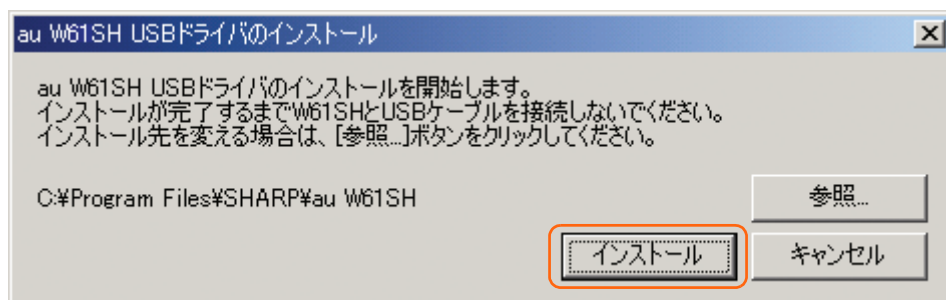 au W61SH USBドライバのインストール
au W61SH USBドライバのインストールを開始します。
インストールが完了するまでW61SHとUSBケーブルを接続しないでください。
インストール先を変える場合は、[参照...]ボタンをクリックしてください。
C:¥Program Files¥SHARP¥au W61SH
参照...
インストール
キャンセル